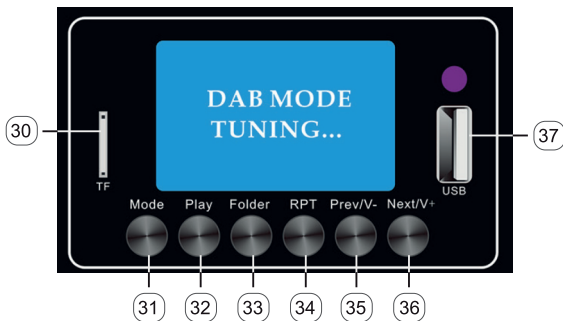 DAB MODE
TUNING...
30
TF
37
USB
Mode Play Folder RPT Prev/V- Next/V+
31 32 33 34 35 36